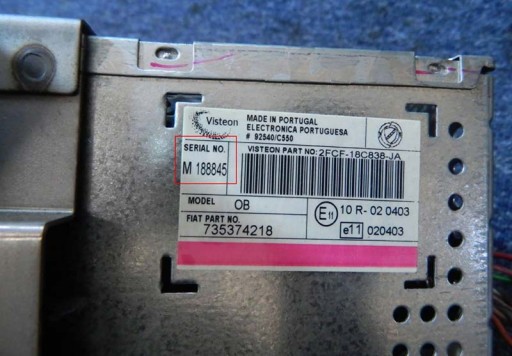 Visteon
MADE IN PORTUGAL
ELECTRONICA PORTUGUESA
# 92540/C550
SERIAL NO.
M 188845
VISTEON PART NO: 2FCF-18C838-JA
MODEL OB
FIAT PART NO.
735374218
E11 10 R- 02 0403
e11 020403